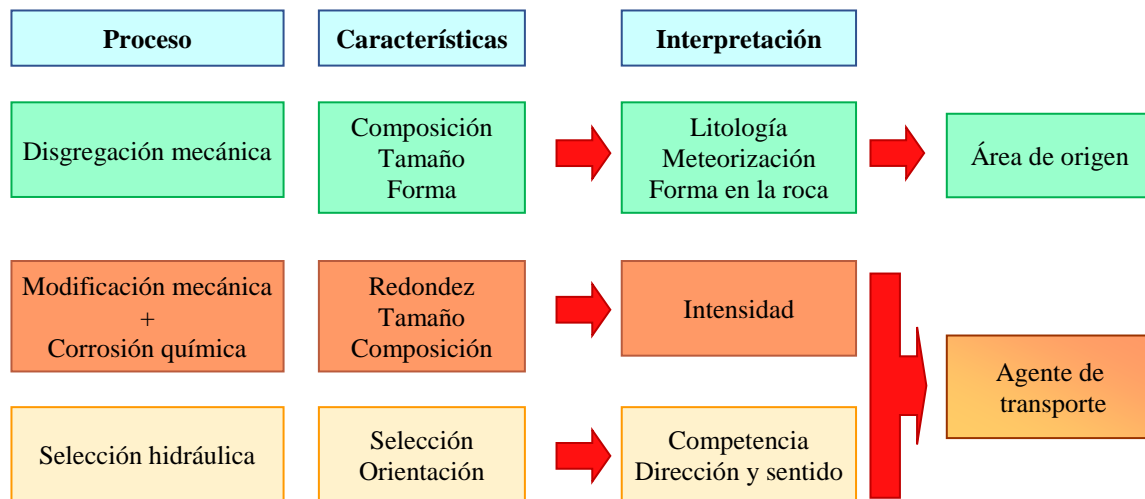 Proceso
Características
Interpretación
Disgregación mecánica
Composición
Tamaño
Forma
Litología
Meteorización
Forma en la roca
Área de origen
Modificación mecánica
+
Corrosión química
Redondez
Tamaño
Composición
Intensidad
Agente de
transporte
Selección hidráulica
Selección
Orientación
Competencia
Dirección y sentido